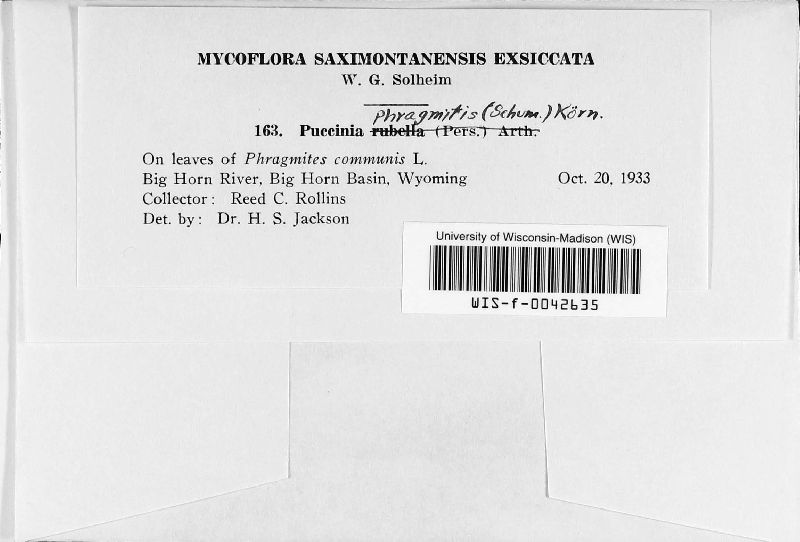 MYCOFLORA SAXIMONTANENSIS EXSICCATA
W. G. Solheim
phragmitis (Schum.) Körn.
163. Puccinia rubella (Pers.) Arth.
On leaves of Phragmites communis L.
Big Horn River, Big Horn Basin, Wyoming Oct. 20, 1933
Collector: Reed C. Rollins
Det. by: Dr. H. S. Jackson
University of Wisconsin-Madison (WIS)
WIS-f-0042635